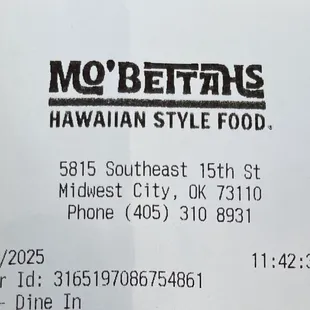 MO'BETTAHS
HAWAIIAN STYLE FOOD.
5815 Southeast 15th St
Midwest City, OK 73110
Phone (405) 310 8931
/2025 11:42:3
r Id: 3165197086754861
- Dine In